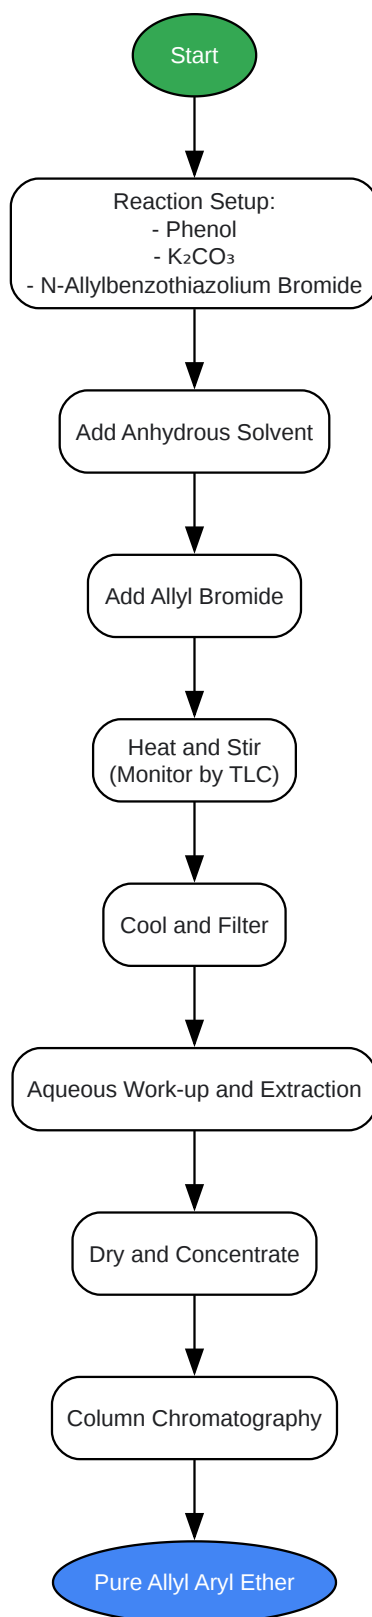 Start
Reaction Setup:
- Phenol
- K₂CO₃
- N-Allylbenzothiazolium Bromide
Add Anhydrous Solvent
Add Allyl Bromide
Heat and Stir
(Monitor by TLC)
Cool and Filter
Aqueous Work-up and Extraction
Dry and Concentrate
Column Chromatography
Pure Allyl Aryl Ether